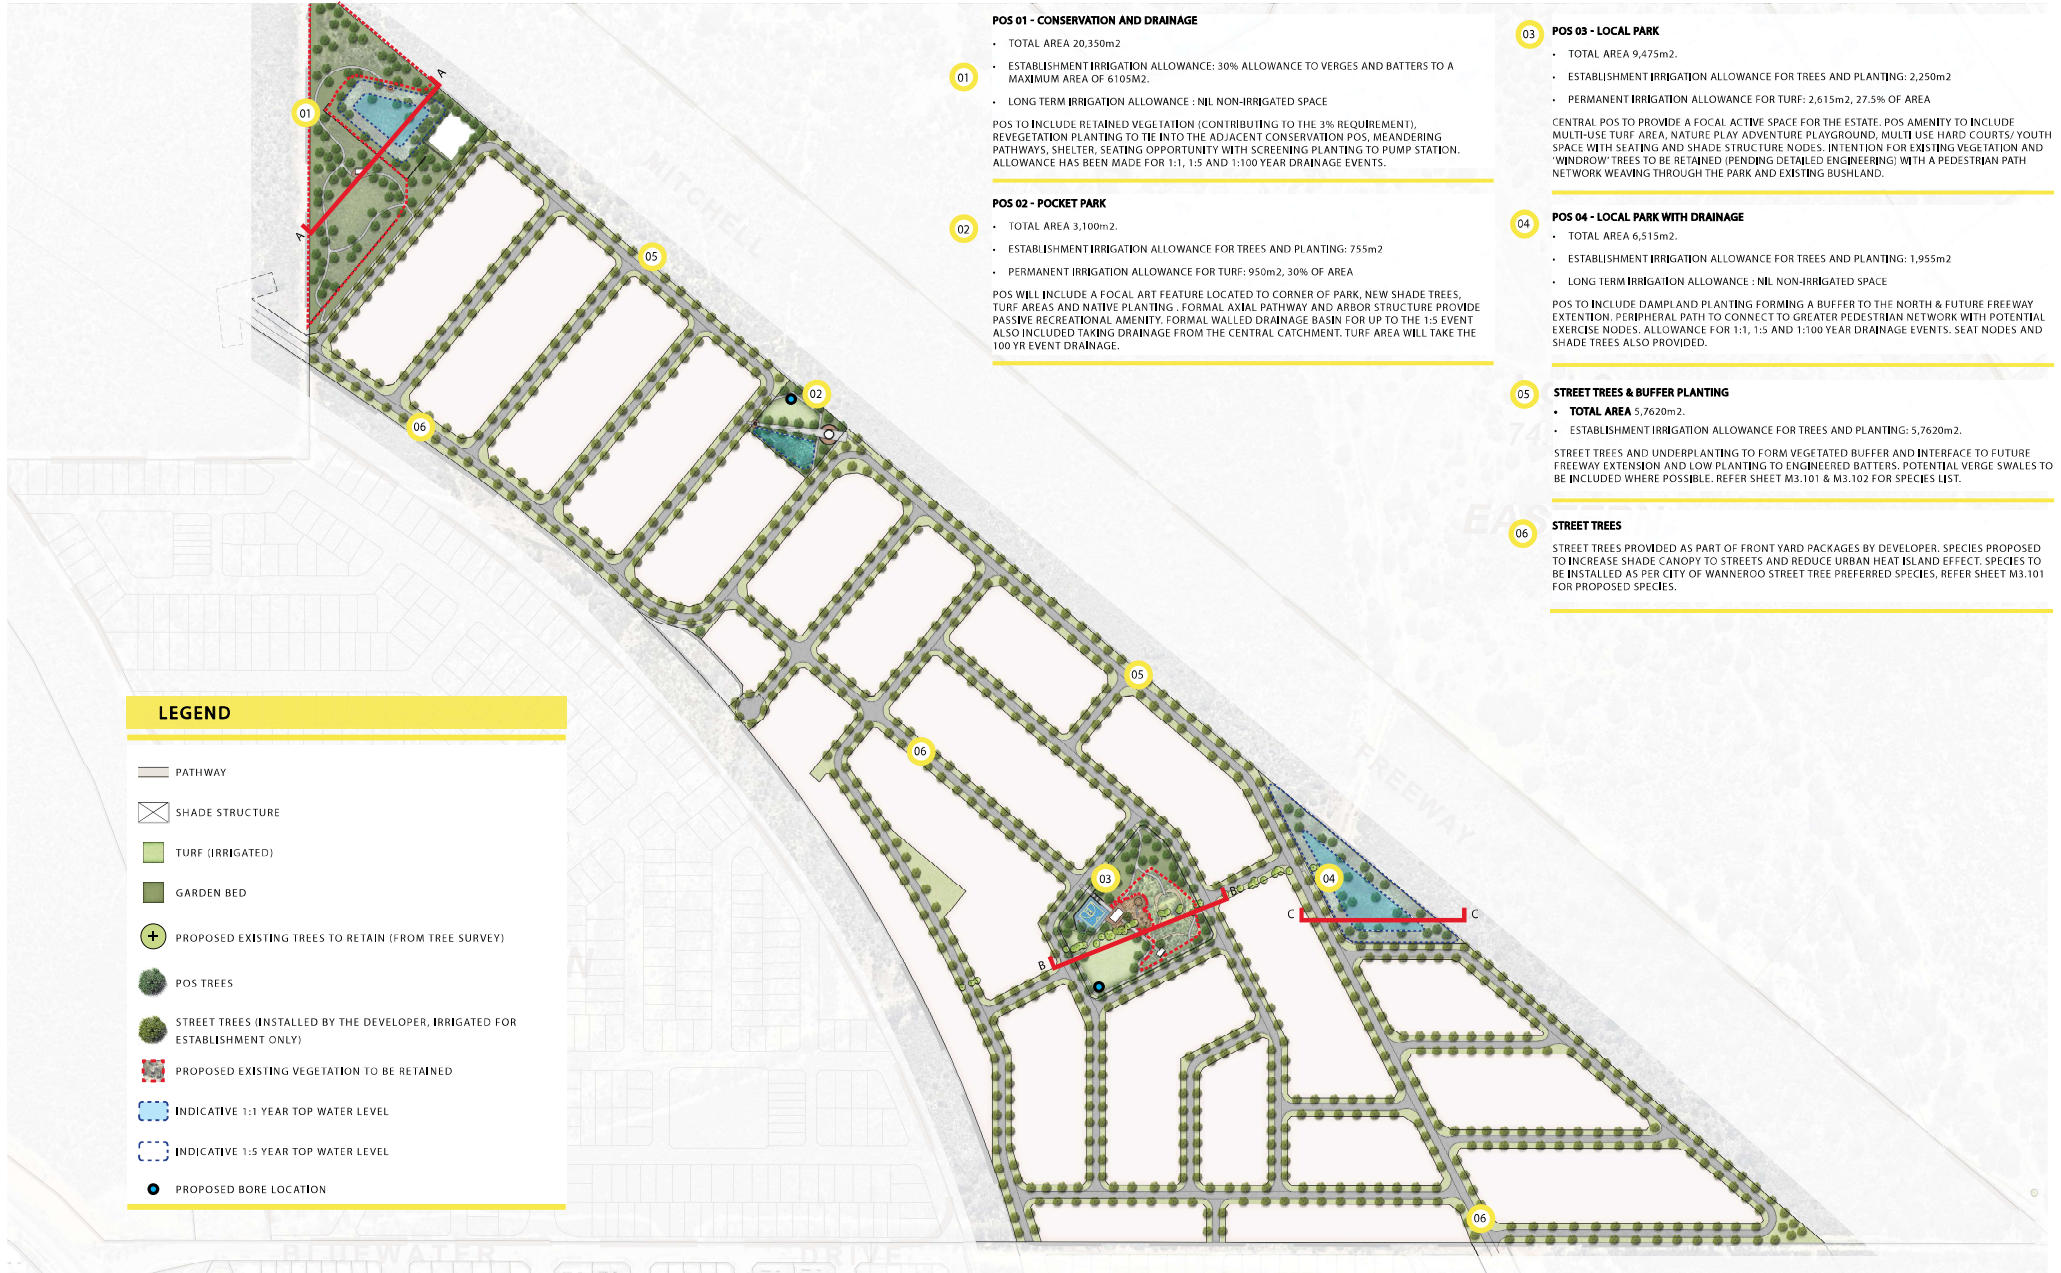 POS 01 - CONSERVATION AND DRAINAGE
• TOTAL AREA 20,350m2
01
• ESTABLISHMENT IRRIGATION ALLOWANCE: 30% ALLOWANCE TO VERGES AND BATTERS TO A
MAXIMUM AREA OF 6105M2.
• LONG TERM IRRIGATION ALLOWANCE : NIL NON-IRRIGATED SPACE
POS TO INCLUDE RETAINED VEGETATION (CONTRIBUTING TO THE 3% REQUIREMENT),
REVEGETATION PLANTING TO TIE INTO THE ADJACENT CONSERVATION POS, MEANDERING
PATHWAYS, SHELTER, SEATING OPPORTUNITY WITH SCREENING PLANTING TO PUMP STATION.
ALLOWANCE HAS BEEN MADE FOR 1:1, 1:5 AND 1:100 YEAR DRAINAGE EVENTS.
POS 02 - POCKET PARK
02
• TOTAL AREA 3,100m2.
• ESTABLISHMENT IRRIGATION ALLOWANCE FOR TREES AND PLANTING: 755m2
• PERMANENT IRRIGATION ALLOWANCE FOR TURF: 950m2, 30% OF AREA
POS WILL INCLUDE A FOCAL ART FEATURE LOCATED TO CORNER OF PARK, NEW SHADE TREES,
TURF AREAS AND NATIVE PLANTING . FORMAL AXIAL PATHWAY AND ARBOR STRUCTURE PROVIDE
PASSIVE RECREATIONAL AMENITY. FORMAL WALLED DRAINAGE BASIN FOR UP TO THE 1:5 EVENT
ALSO INCLUDED TAKING DRAINAGE FROM THE CENTRAL CATCHMENT. TURF AREA WILL TAKE THE
100 YR EVENT DRAINAGE.
03
POS 03 - LOCAL PARK
• TOTAL AREA 9,475m2.
• ESTABLISHMENT IRRIGATION ALLOWANCE FOR TREES AND PLANTING: 2,250m2
• PERMANENT IRRIGATION ALLOWANCE FOR TURF: 2,615m2, 27.5% OF AREA
CENTRAL POS TO PROVIDE A FOCAL ACTIVE SPACE FOR THE ESTATE. POS AMENITY TO INCLUDE
MULTI-USE TURF AREA, NATURE PLAY ADVENTURE PLAYGROUND, MULTI USE HARD COURTS/ YOUTH
SPACE WITH SEATING AND SHADE STRUCTURE NODES. INTENTION FOR EXISTING VEGETATION AND
'WINDROW' TREES TO BE RETAINED (PENDING DETAILED ENGINEERING) WITH A PEDESTRIAN PATH
NETWORK WEAVING THROUGH THE PARK AND EXISTING BUSHLAND.
04
POS 04 - LOCAL PARK WITH DRAINAGE
• TOTAL AREA 6,515m2.
• ESTABLISHMENT IRRIGATION ALLOWANCE FOR TREES AND PLANTING: 1,955m2
• LONG TERM IRRIGATION ALLOWANCE : NIL NON-IRRIGATED SPACE
POS TO INCLUDE DAMPLAND PLANTING FORMING A BUFFER TO THE NORTH & FUTURE FREEWAY
EXTENTION. PERIPHERAL PATH TO CONNECT TO GREATER PEDESTRIAN NETWORK WITH POTENTIAL
EXERCISE NODES. ALLOWANCE FOR 1:1, 1:5 AND 1:100 YEAR DRAINAGE EVENTS. SEAT NODES AND
SHADE TREES ALSO PROVIDED.
05
STREET TREES & BUFFER PLANTING
• TOTAL AREA 5,7620m2.
• ESTABLISHMENT IRRIGATION ALLOWANCE FOR TREES AND PLANTING: 5,7620m2.
STREET TREES AND UNDERPLANTING TO FORM VEGETATED BUFFER AND INTERFACE TO FUTURE
FREEWAY EXTENSION AND LOW PLANTING TO ENGINEERED BATTERS. POTENTIAL VERGE SWALES TO
BE INCLUDED WHERE POSSIBLE. REFER SHEET M3.101 & M3.102 FOR SPECIES LIST.
06
STREET TREES
STREET TREES PROVIDED AS PART OF FRONT YARD PACKAGES BY DEVELOPER. SPECIES PROPOSED
TO INCREASE SHADE CANOPY TO STREETS AND REDUCE URBAN HEAT ISLAND EFFECT. SPECIES TO
BE INSTALLED AS PER CITY OF WANNEROO STREET TREE PREFERRED SPECIES, REFER SHEET M3.101
FOR PROPOSED SPECIES.
A
01
A
05
02
06
05
06
03
04
B
B
C
C
06
LEGEND
PATHWAY
SHADE STRUCTURE
TURF (IRRIGATED)
GARDEN BED
PROPOSED EXISTING TREES TO RETAIN (FROM TREE SURVEY)
POS TREES
STREET TREES (INSTALLED BY THE DEVELOPER, IRRIGATED FOR
ESTABLISHMENT ONLY)
PROPOSED EXISTING VEGETATION TO BE RETAINED
INDICATIVE 1:1 YEAR TOP WATER LEVEL
INDICATIVE 1:5 YEAR TOP WATER LEVEL
PROPOSED BORE LOCATION
BLUEWATER DRIVE